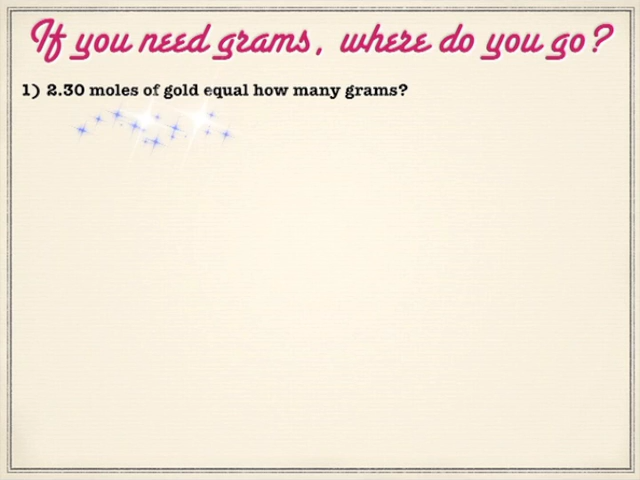 If you need grams, where do you go?
1) 2.30 moles of gold equal how many grams?